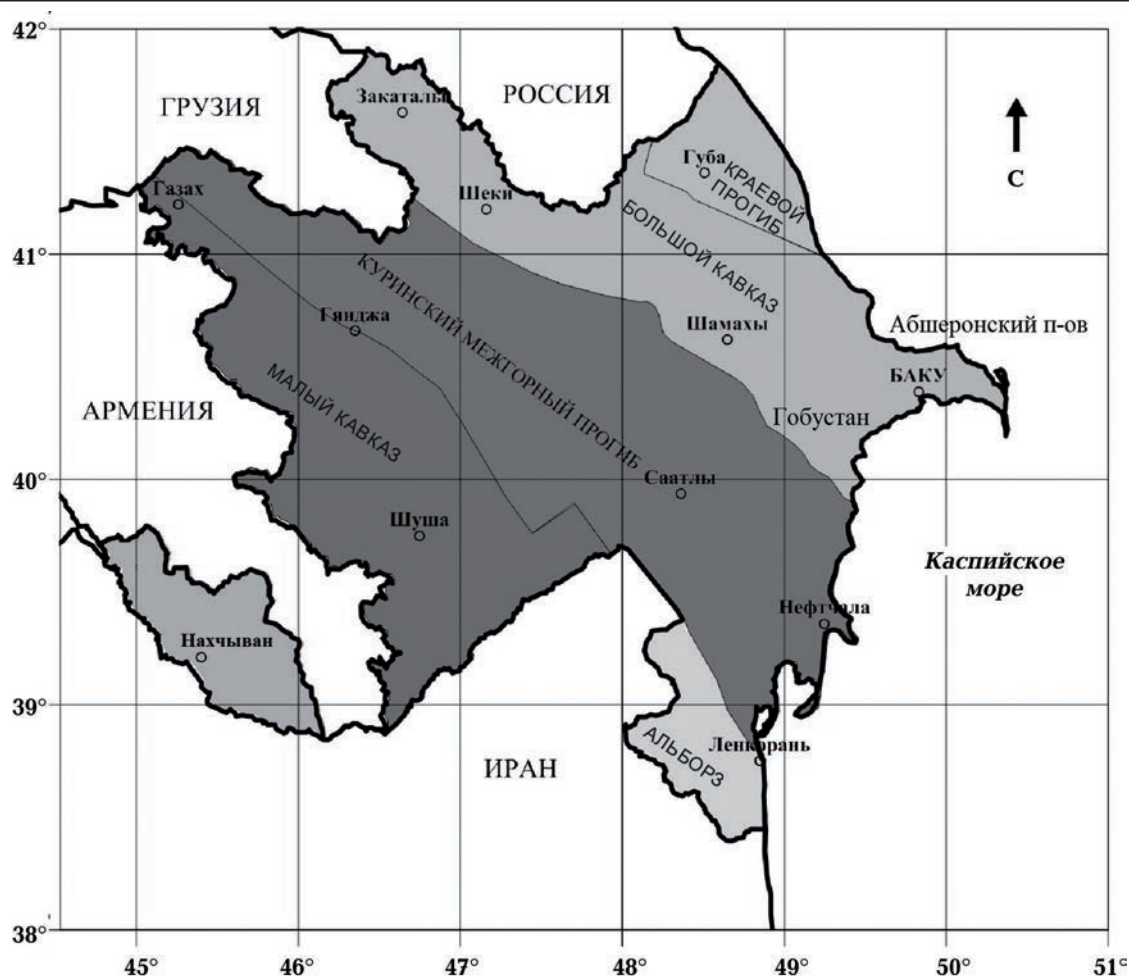 42°
ГРУЗИЯ
Закаталы
РОССИЯ
С
Газах
Шеки
Губа
КРАЕВОЙ
ПРОГИБ
41°
БОЛЬШОЙ КАВКАЗ
КУРИНСКИЙ МЕЖГОРНЫЙ ПРОГИБ
Гянджа
Шамахы
Абшеронский п-ов
МАЛЫЙ КАВКАЗ
БАКУ
АРМЕНИЯ
Гобустан
40°
Саатлы
Шуша
Каспийское
море
Нефтчала
Нахчыван
39°
Ленкорань
АЛЬБОРЗ
ИРАН
38°
45°
46°
47°
48°
49°
50°
51°